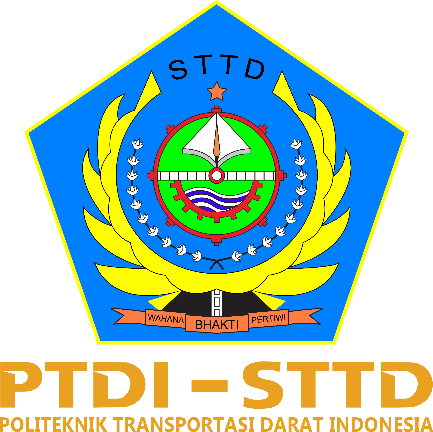 STTD
WAHANA BHAKTI PERTIWI
PTDI - STTD
POLITEKNIK TRANSPORTASI DARAT INDONESIA